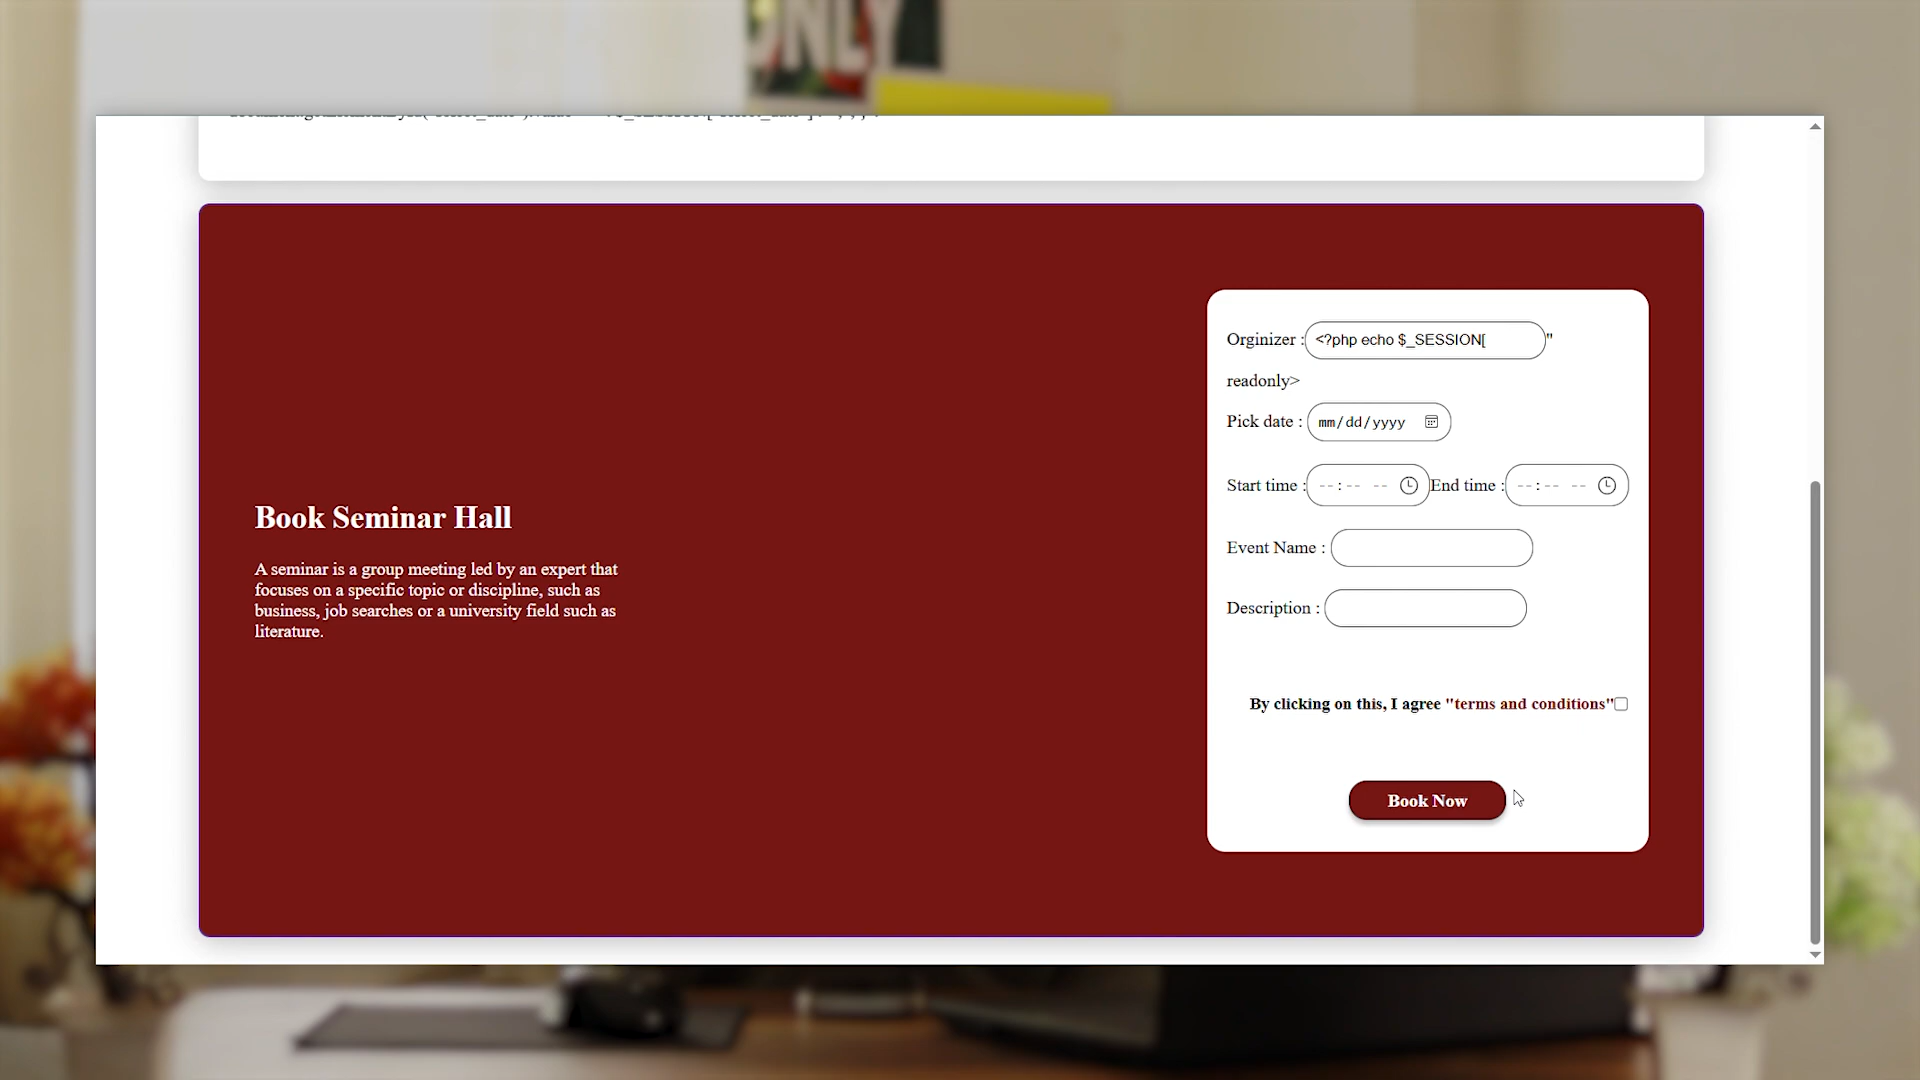 ONLY
Orginizer : <?php echo $_SESSION[ "
readonly>
Pick date : mm/dd/yyyy
Start time : --:-- -- End time : --:-- --
Event Name :
Description :
Book Seminar Hall
A seminar is a group meeting led by an expert that
focuses on a specific topic or discipline, such as
business, job searches or a university field such as
literature.
By clicking on this, I agree "terms and conditions"
Book Now